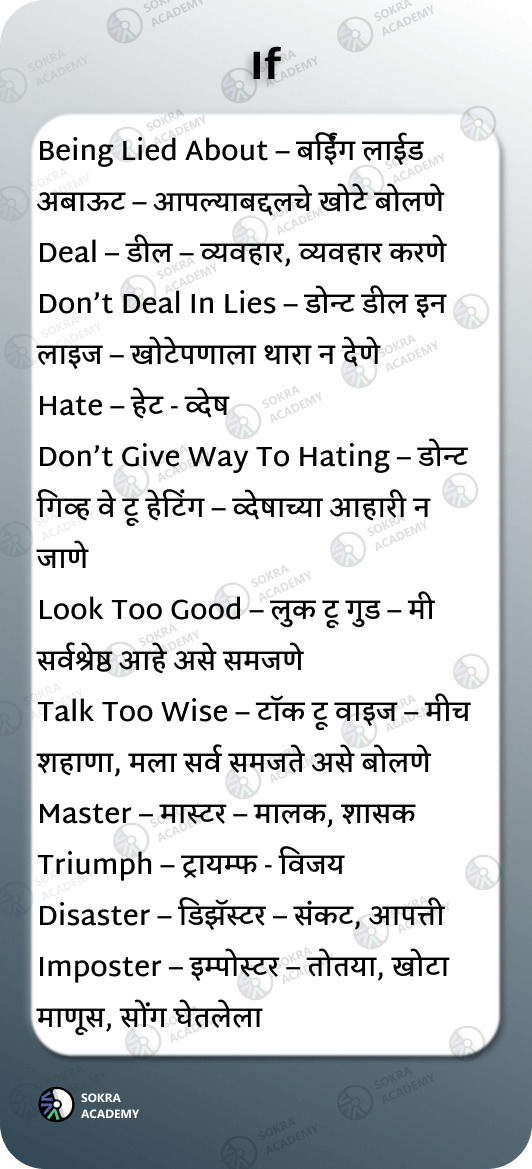 If
Being Lied About – बईिंग लाईड
अबाऊट – आपल्याबद्दलचे खोटे बोलणे
Deal – डील – व्यवहार, व्यवहार करणे
Don’t Deal In Lies – डोन्ट डील इन
लाइज – खोटेपणाला थारा न देणे
Hate – हेट - व्देष
Don’t Give Way To Hating – डोन्ट
गिव्ह वे टू हेटिंग – व्देषाच्या आहारी न
जाणे
Look Too Good – लुक टू गुड – मी
सर्वश्रेष्ठ आहे असे समजणे
Talk Too Wise – टॉक टू वाइज – मीच
शहाणा, मला सर्व समजते असे बोलणे
Master – मास्टर – मालक, शासक
Triumph – ट्रायम्फ - विजय
Disaster – डिझॅस्टर – संकट, आपत्ती
Imposter – इम्पोस्टर – तोतया, खोटा
माणूस, सोंग घेतलेला
SOKRA
ACADEMY